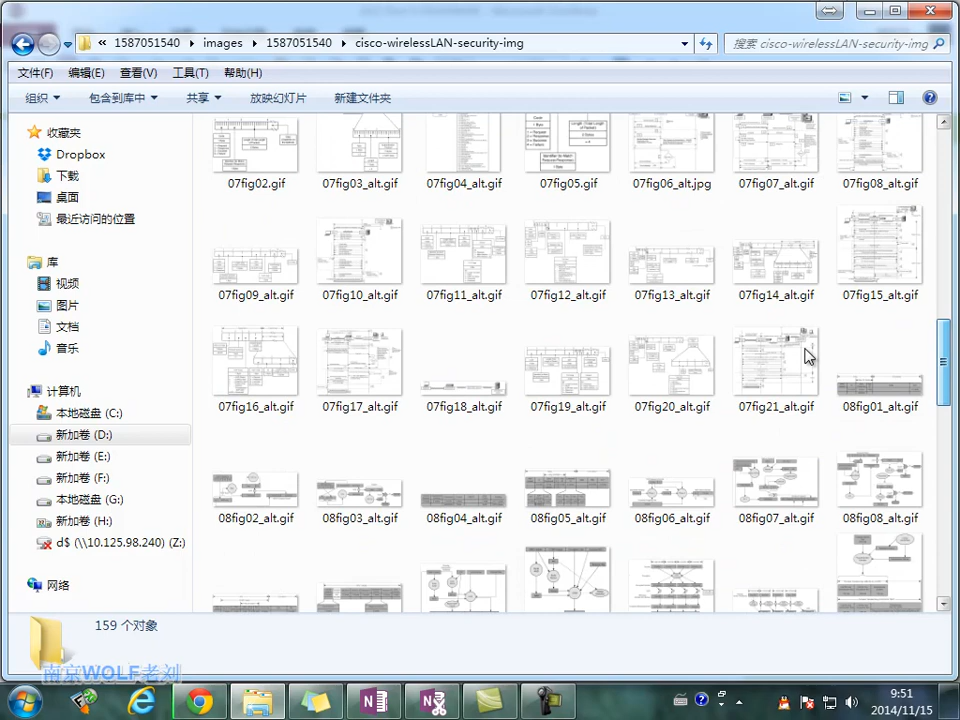 « 1587051540 images 1587051540 cisco-wirelessLAN-security-img
搜索 cisco-wirelessLAN-security-img
文件(F) 编辑(E) 查看(V) 工具(T) 帮助(H)
组织 包含到库中 共享 放映幻灯片 新建文件夹
收藏夹
Dropbox
下载
桌面
最近访问的位置
库
视频
图片
文档
音乐
计算机
本地磁盘 (C:)
新加卷 (D:)
新加卷 (E:)
新加卷 (F:)
本地磁盘 (G:)
新加卷 (H:)
d$ (\\10.125.98.240) (Z:)
网络
07fig02.gif 07fig03_alt.gif 07fig04_alt.gif 07fig05.gif 07fig06_alt.jpg 07fig07_alt.gif 07fig08_alt.gif
07fig09_alt.gif 07fig10_alt.gif 07fig11_alt.gif 07fig12_alt.gif 07fig13_alt.gif 07fig14_alt.gif 07fig15_alt.gif
07fig16_alt.gif 07fig17_alt.gif 07fig18_alt.gif 07fig19_alt.gif 07fig20_alt.gif 07fig21_alt.gif 08fig01_alt.gif
08fig02_alt.gif 08fig03_alt.gif 08fig04_alt.gif 08fig05_alt.gif 08fig06_alt.gif 08fig07_alt.gif 08fig08_alt.gif
159 个对象
南京WOLF老刘
9:51
2014/11/15